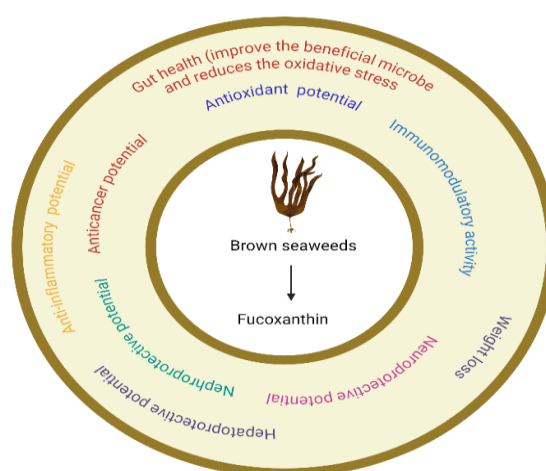 Gut health (improve the beneficial microbe
and reduces the oxidative stress
Antioxidant potential
Immunomodulatory activity
Anticancer potential
Anti-inflammatory potential
Brown seaweeds
Fucoxanthin
Weight loss
Neuroprotective potential
Nephroprotective potential
Hepatoprotective potential